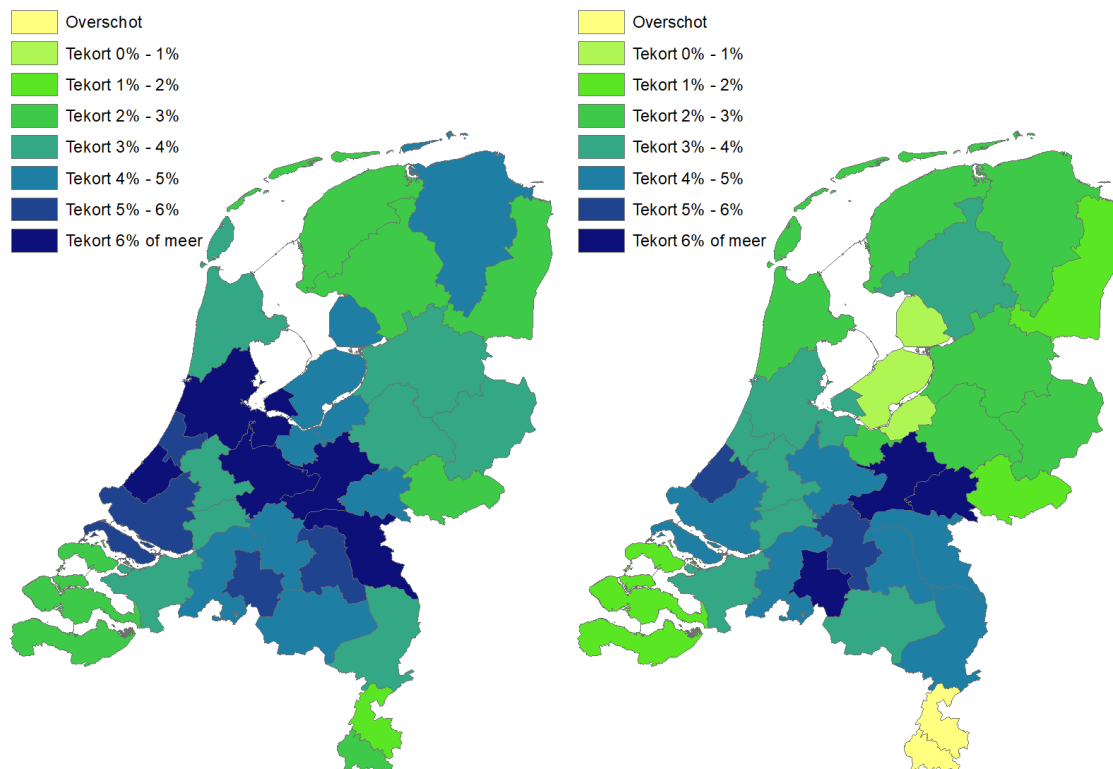 Overschot
Tekort 0% - 1%
Tekort 1% - 2%
Tekort 2% - 3%
Tekort 3% - 4%
Tekort 4% - 5%
Tekort 5% - 6%
Tekort 6% of meer
Overschot
Tekort 0% - 1%
Tekort 1% - 2%
Tekort 2% - 3%
Tekort 3% - 4%
Tekort 4% - 5%
Tekort 5% - 6%
Tekort 6% of meer